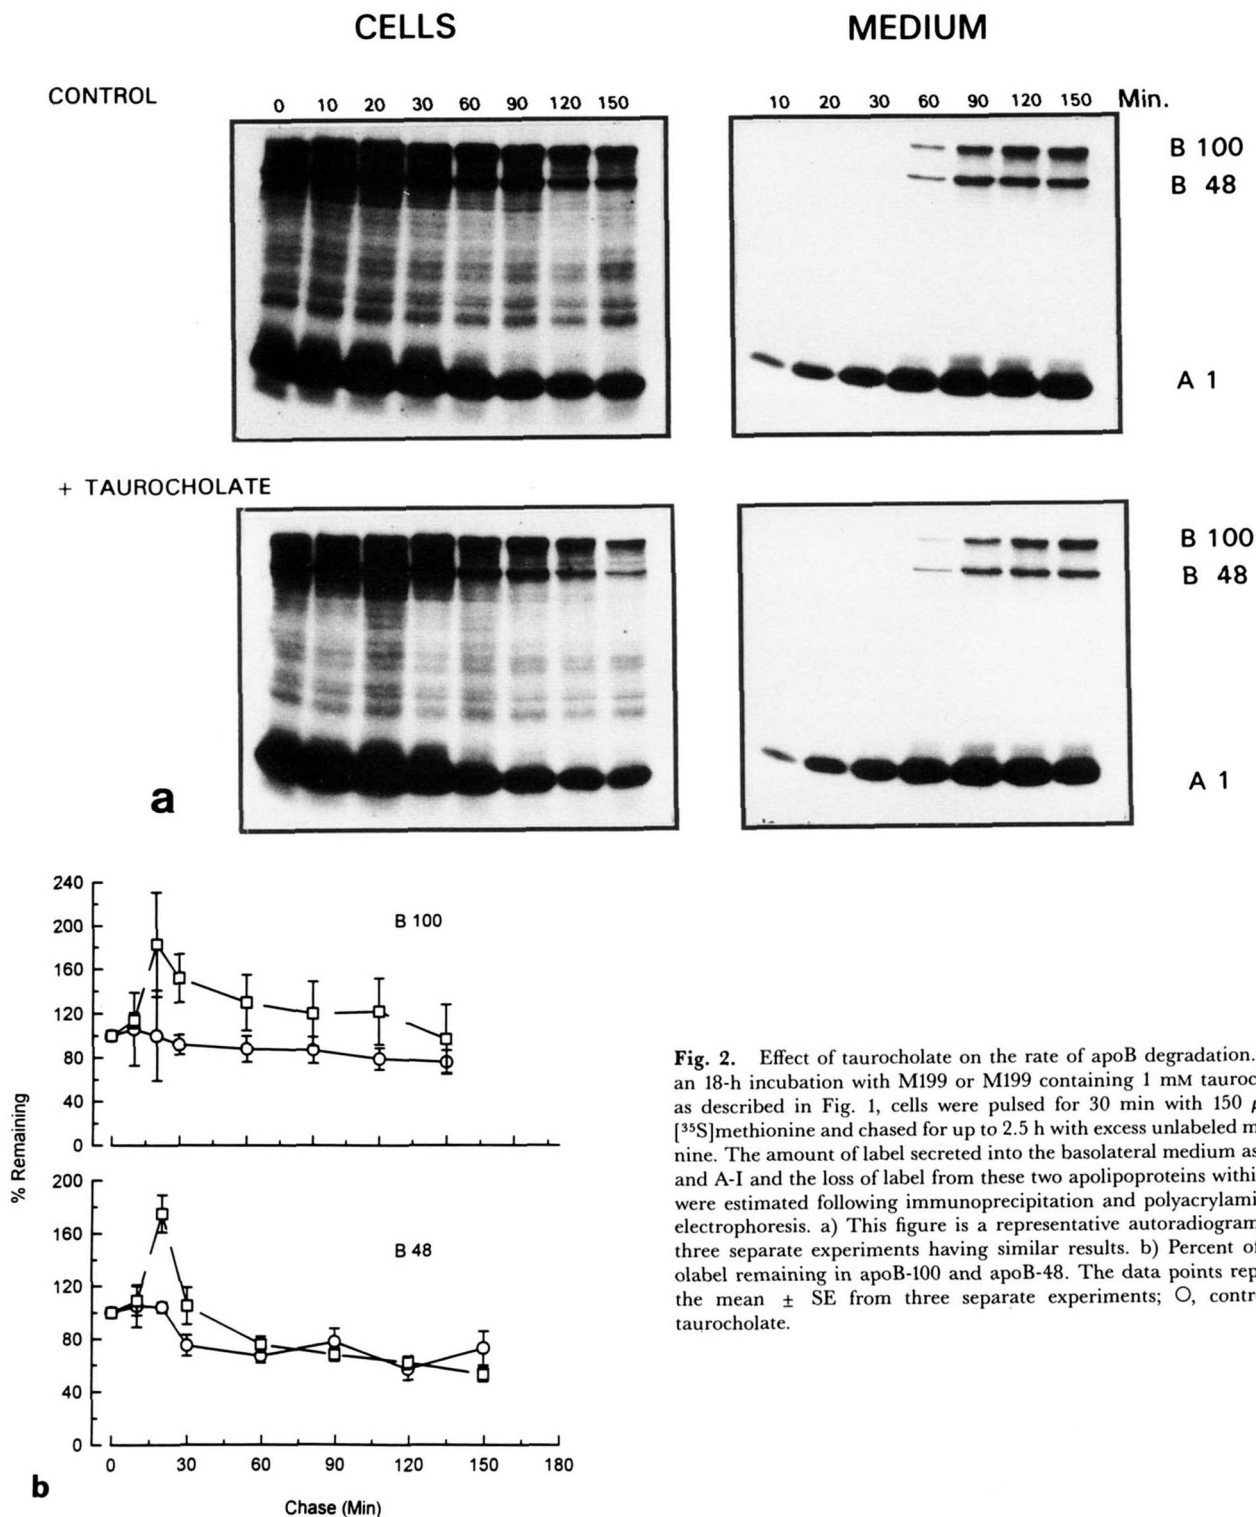 CELLS MEDIUM
CONTROL 0 10 20 30 60 90 120 150 10 20 30 60 90 120 150 Min.
B 100
B 48
A 1
+ TAUROCHOLATE
B 100
B 48
A 1
a
240
200
160
120
80
40
0
B 100
% Remaining
200
160
120
80
40
0
B 48
0 30 60 90 120 150 180
Chase (Min)
b
Fig. 2. Effect of taurocholate on the rate of apoB degradation.
an 18-h incubation with M199 or M199 containing 1 mM tauroc
as described in Fig. 1, cells were pulsed for 30 min with 150 μ
[³⁵S]methionine and chased for up to 2.5 h with excess unlabeled m
nine. The amount of label secreted into the basolateral medium as
and A-I and the loss of label from these two apolipoproteins withi
were estimated following immunoprecipitation and polyacrylami
electrophoresis. a) This figure is a representative autoradiogram
three separate experiments having similar results. b) Percent of
olabel remaining in apoB-100 and apoB-48. The data points rep
the mean ± SE from three separate experiments; ○, contr
taurocholate.